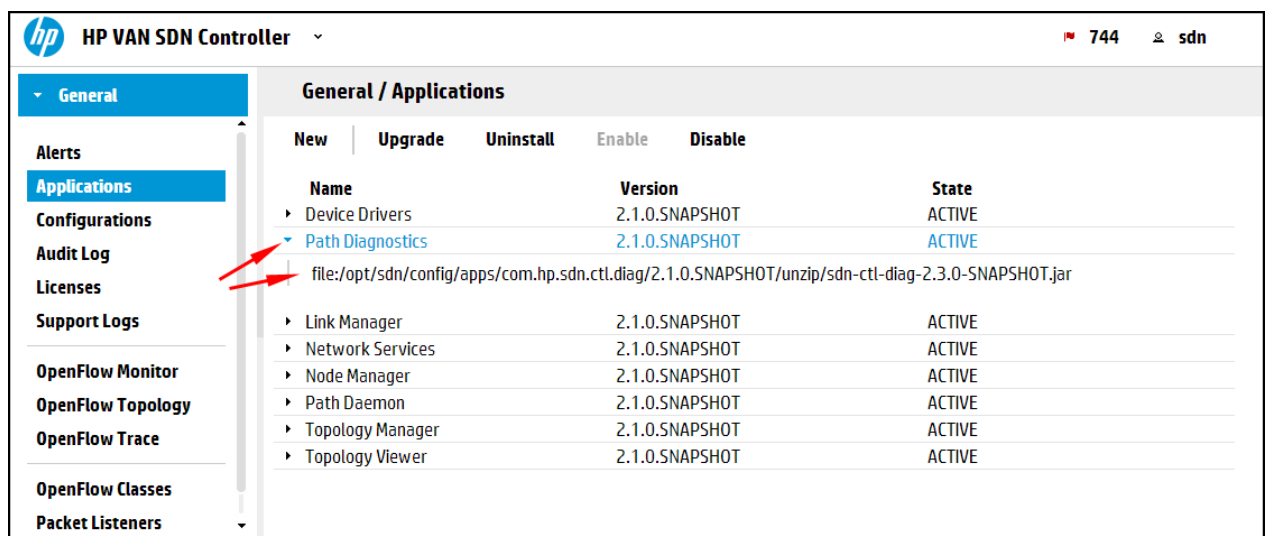 hp HP VAN SDN Controller 744 sdn
General
General / Applications
New Upgrade Uninstall Enable Disable
Alerts
Applications
Configurations
Audit Log
Licenses
Support Logs
OpenFlow Monitor
OpenFlow Topology
OpenFlow Trace
OpenFlow Classes
Packet Listeners
Name Version State
Device Drivers 2.1.0.SNAPSHOT ACTIVE
Path Diagnostics 2.1.0.SNAPSHOT ACTIVE
file:/opt/sdn/config/apps/com.hp.sdn.ctl.diag/2.1.0.SNAPSHOT/unzip/sdn-ctl-diag-2.3.0-SNAPSHOT.jar
Link Manager 2.1.0.SNAPSHOT ACTIVE
Network Services 2.1.0.SNAPSHOT ACTIVE
Node Manager 2.1.0.SNAPSHOT ACTIVE
Path Daemon 2.1.0.SNAPSHOT ACTIVE
Topology Manager 2.1.0.SNAPSHOT ACTIVE
Topology Viewer 2.1.0.SNAPSHOT ACTIVE